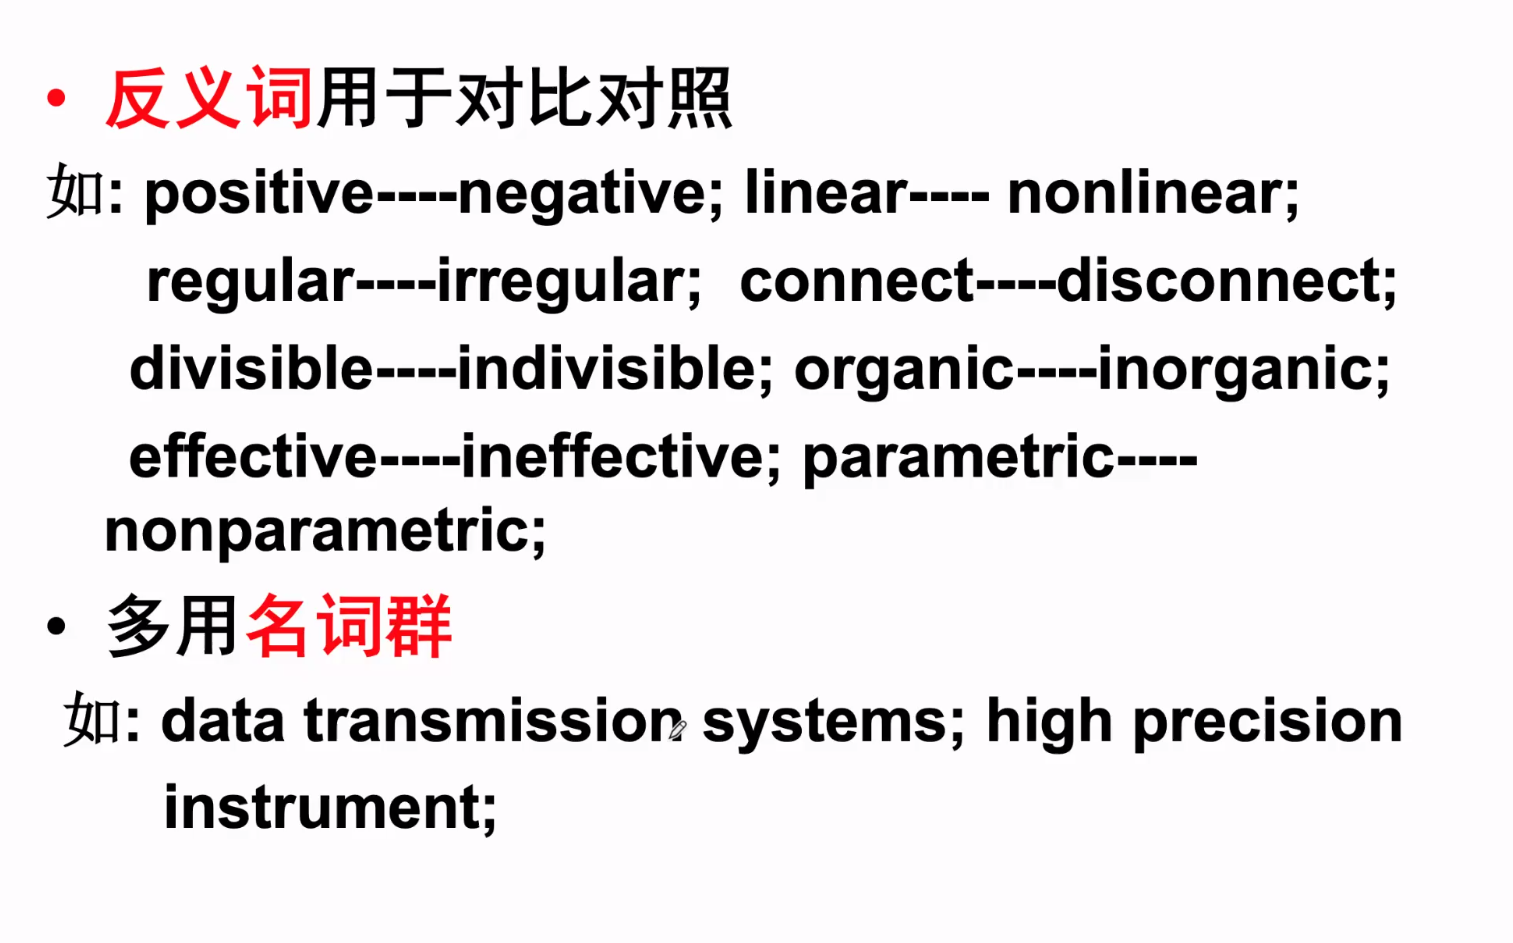 • 反义词用于对比对照
如: positive----negative; linear---- nonlinear;
regular----irregular; connect----disconnect;
divisible----indivisible; organic----inorganic;
effective----ineffective; parametric----
nonparametric;
• 多用名词群
如: data transmission systems; high precision
instrument;